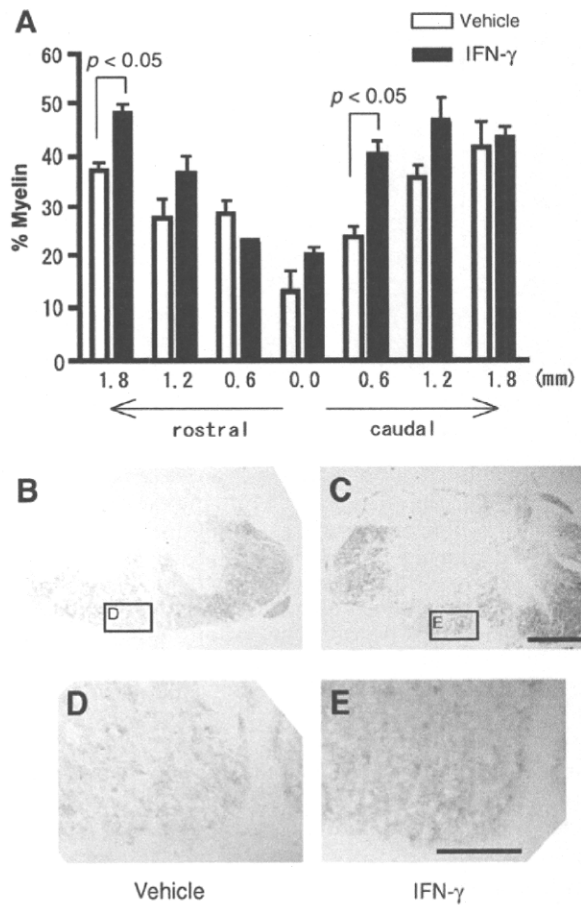 A
Vehicle
IFN-γ
% Myelin
60
50
40
30
20
10
0
p < 0.05
p < 0.05
1.8 1.2 0.6 0.0 0.6 1.2 1.8 (mm)
rostral caudal
B
C
D
E
D
E
Vehicle IFN-γ